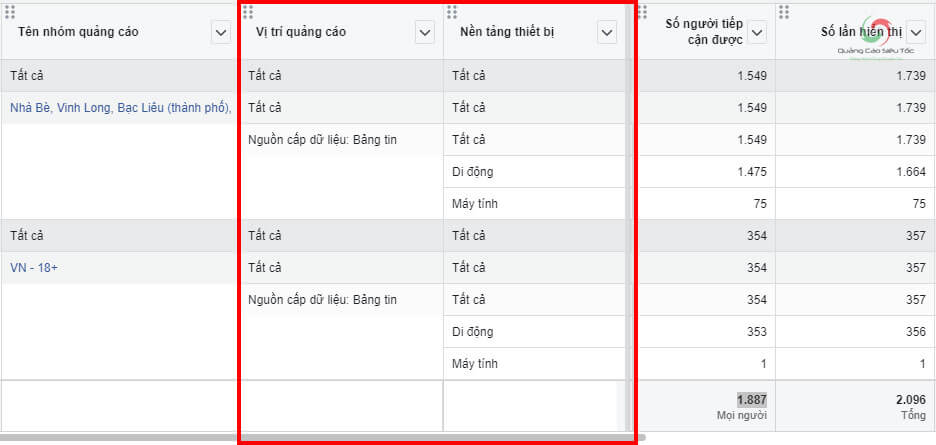 Tên nhóm quảng cáo
Vị trí quảng cáo
Nền tảng thiết bị
Số người tiếp
cận được
Số lần hiển thị
Quảng Cáo Siêu Tốc
Tất cả Tất cả Tất cả 1.549 1.739
Nhà Bè, Vinh Long, Bạc Liêu (thành phố), Tất cả Tất cả 1.549 1.739
Nguồn cấp dữ liệu: Bảng tin Tất cả 1.549 1.739
Di động 1.475 1.664
Máy tính 75 75
Tất cả Tất cả Tất cả 354 357
VN - 18+ Tất cả Tất cả 354 357
Nguồn cấp dữ liệu: Bảng tin Tất cả 354 357
Di động 353 356
Máy tính 1 1
1.887 2.096
Mọi người Tổng